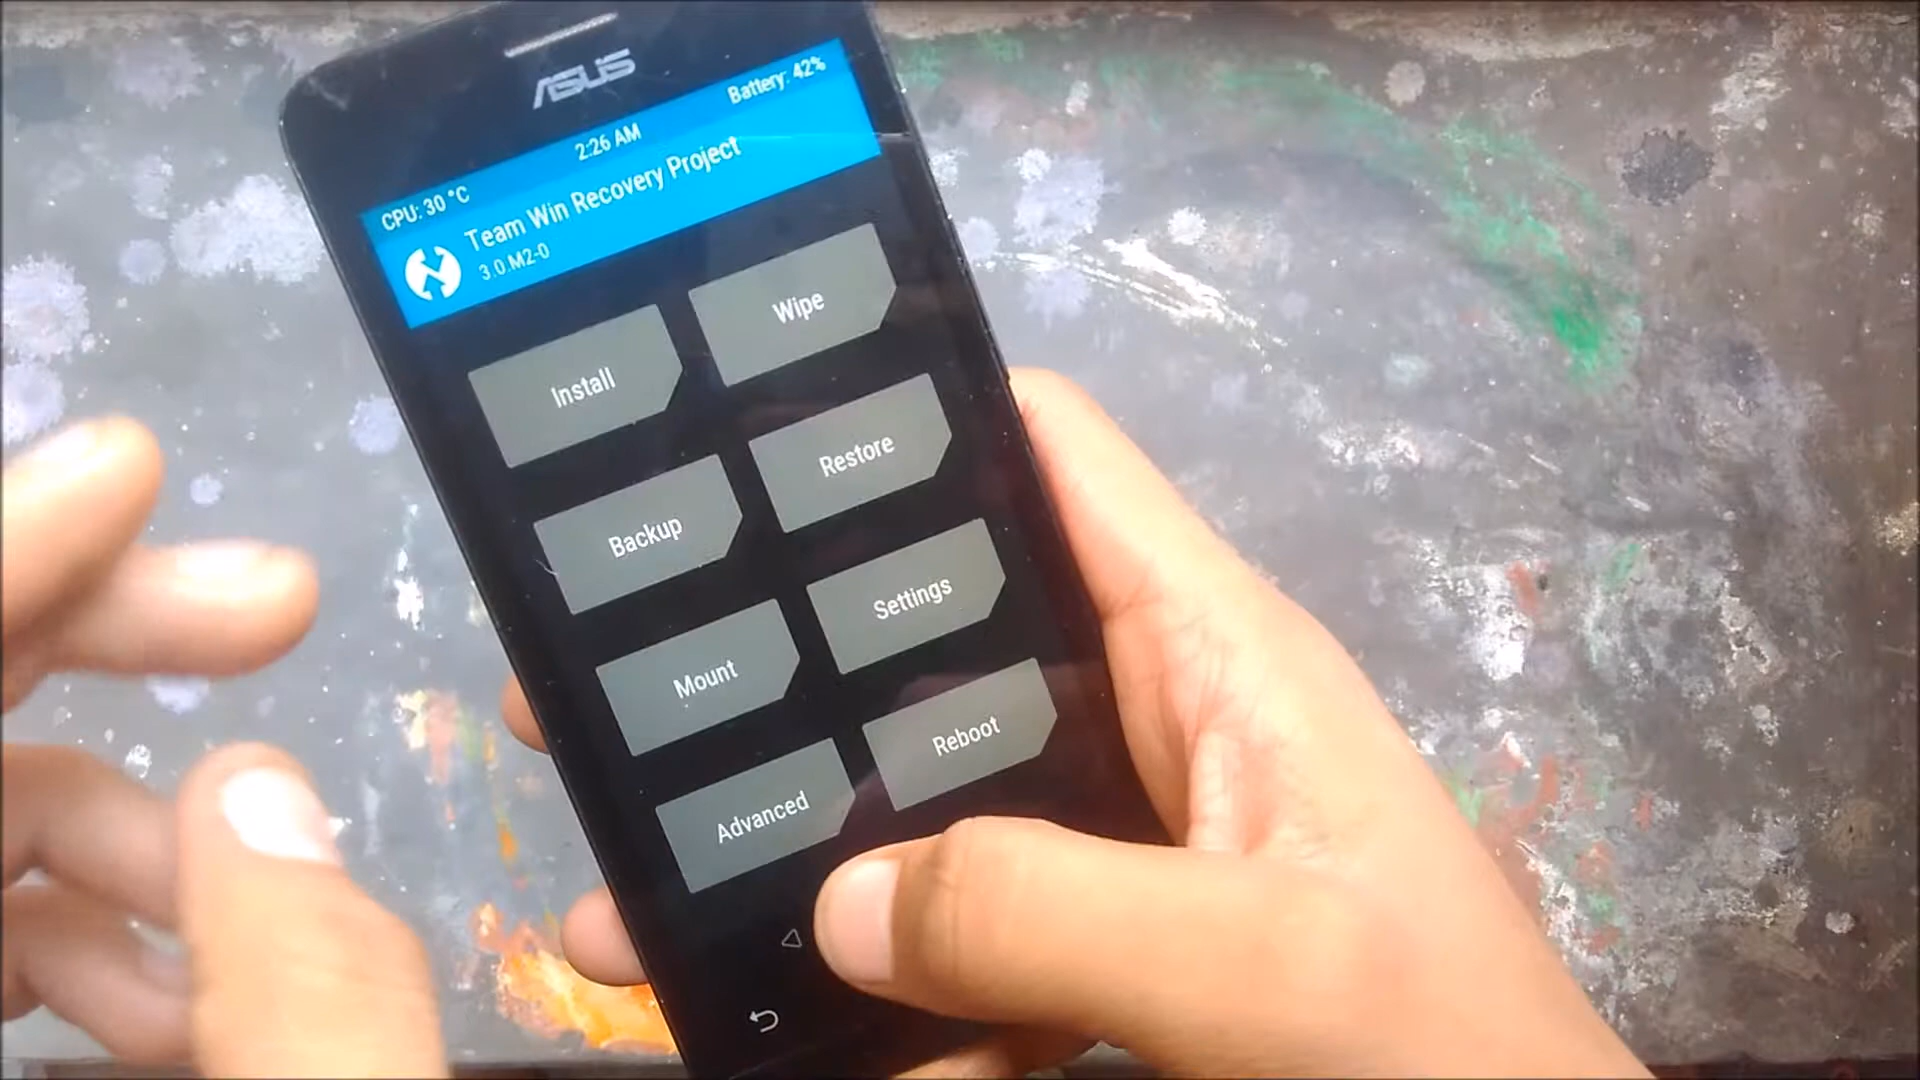 ASUS
CPU: 30 °C
2:26 AM
Battery: 42%
Team Win Recovery Project
3.0.M2-0
Install
Wipe
Backup
Restore
Mount
Settings
Advanced
Reboot